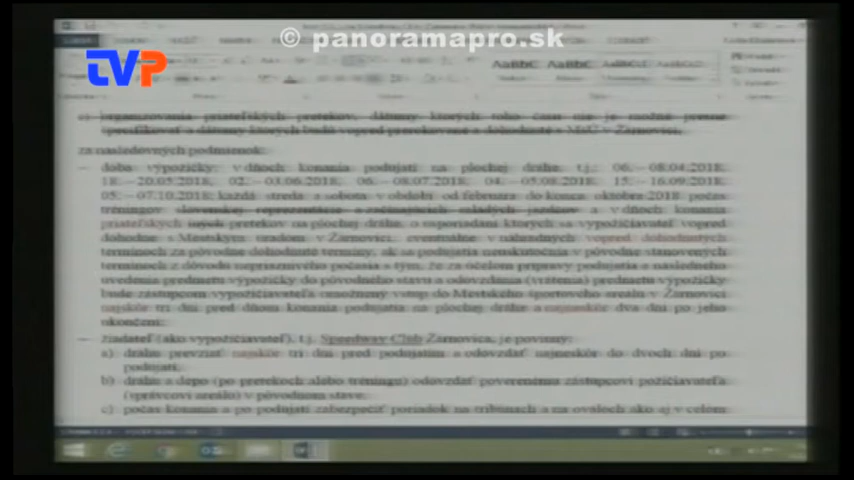 © panoramapro.sk
TVP
AaBbC AaBbC
organizovania priateľských pretekov, dátumy ktorých toho času nie je možné presne
špecifikovať a dátumy ktorých budú vopred prerokované a dohodnuté s MsÚ v Žarnovici,
za nasledovných podmienok:
– doba výpožičky: v dňoch konania podujatí na plochej dráhe, t.j.: 06. – 08.04.2018,
18. – 20.05.2018, 02. – 03.06.2018, 06. – 08.07.2018, 04. – 05.08.2018, 15. – 16.09.2018,
05. – 07.10.2018, každá streda a sobota v období od februára do konca októbra 2018 počas
tréningov slovenskej reprezentácie a začínajúcich mladých jazdcov a v dňoch konania
priateľských pretekov na plochej dráhe, o usporiadaní ktorých sa vypožičiavateľ vopred
dohodne s Mestským úradom v Žarnovici, eventuálne v náhradných vopred dohodnutých
termínoch za pôvodne dohodnuté termíny, ak sa podujatia neuskutočnia v pôvodne stanovených
termínoch z dôvodu nepriaznivého počasia s tým, že za účelom prípravy podujatia a následného
uvedenia predmetu výpožičky do pôvodného stavu a odovzdania (vrátenia) predmetu výpožičky
bude zástupcom vypožičiavateľa umožnený vstup do Mestského športového areálu v Žarnovici
najskôr tri dni pred dňom konania podujatia na plochej dráhe a najneskôr dva dni po jeho
ukončení;
– žiadateľ (ako vypožičiavateľ), t.j. Speedway Club Žarnovica, je povinný:
a) dráhu prevziať najskôr tri dni pred podujatím a odovzdať najneskôr do dvoch dní po
podujatí,
b) dráhu a depo (po pretekoch alebo tréningu) odovzdať poverenému zástupcovi požičiavateľa
(správcovi areálu) v pôvodnom stave,
c) počas konania a po podujatí zabezpečiť poriadok na tribúnach a na ováloch ako aj v celom